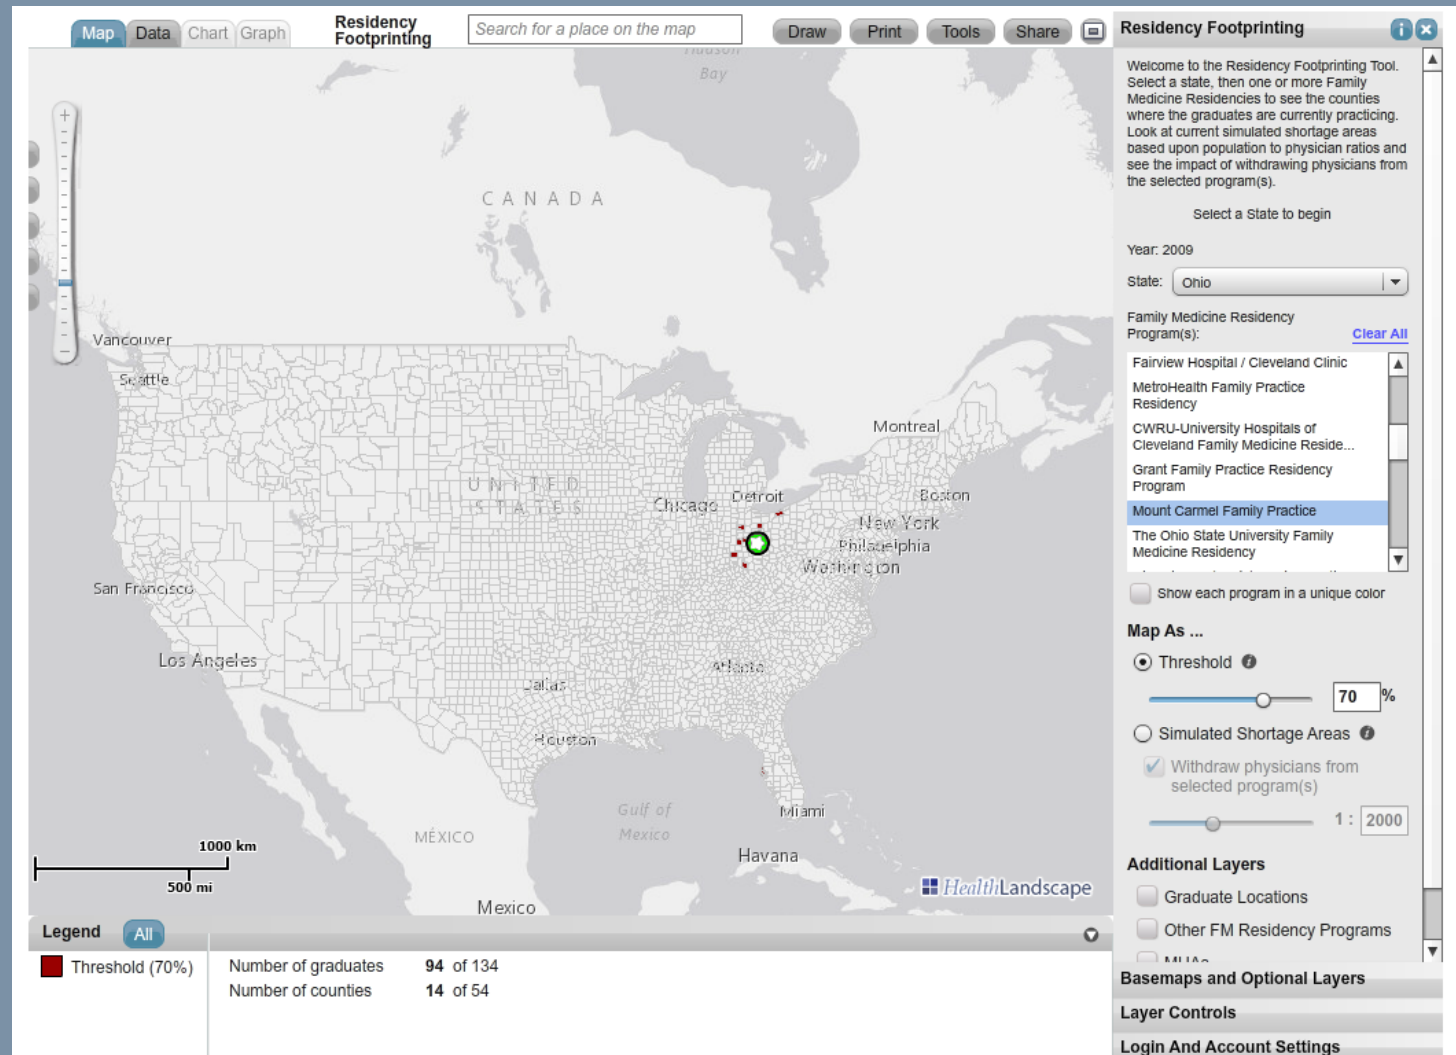 Map
Data
Chart
Graph
Residency
Footprinting
Search for a place on the map
Draw
Print
Tools
Share
Hudson
Bay
CANADA
Vancouver
Seattle
Montreal
UNITED
STATES
Chicago
Detroit
Boston
New York
Philadelphia
Washington
San Francisco
Los Angeles
Atlanta
Dallas
Houston
Gulf of
Mexico
Miami
MÉXICO
Havana
1000 km
500 mi
Mexico
HealthLandscape
Legend
All
Threshold (70%)
Number of graduates 94 of 134
Number of counties 14 of 54
Residency Footprinting
Welcome to the Residency Footprinting Tool.
Select a state, then one or more Family
Medicine Residencies to see the counties
where the graduates are currently practicing.
Look at current simulated shortage areas
based upon population to physician ratios and
see the impact of withdrawing physicians from
the selected program(s).
Select a State to begin
Year: 2009
State: Ohio
Family Medicine Residency
Program(s): Clear All
Fairview Hospital / Cleveland Clinic
MetroHealth Family Practice
Residency
CWRU-University Hospitals of
Cleveland Family Medicine Reside...
Grant Family Practice Residency
Program
Mount Carmel Family Practice
The Ohio State University Family
Medicine Residency
Show each program in a unique color
Map As ...
Threshold
70 %
Simulated Shortage Areas
Withdraw physicians from
selected program(s)
1 : 2000
Additional Layers
Graduate Locations
Other FM Residency Programs
MUAs
Basemaps and Optional Layers
Layer Controls
Login And Account Settings